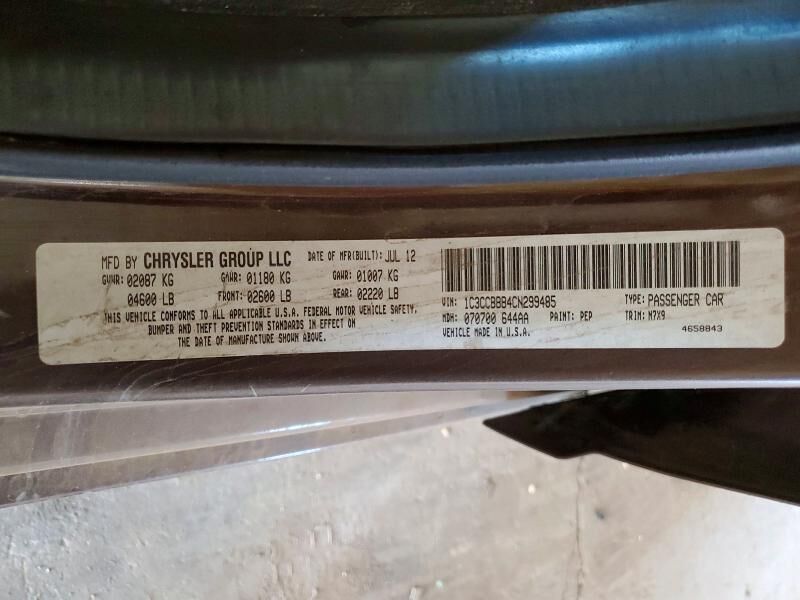 MFD BY CHRYSLER GROUP LLC DATE OF MFR(BUILT): JUL 12
GVWR: 02087 KG GAWR: 01180 KG GAWR: 01007 KG
04600 LB FRONT: 02600 LB REAR: 02220 LB
THIS VEHICLE CONFORMS TO ALL APPLICABLE U.S.A. FEDERAL MOTOR VEHICLE SAFETY,
BUMPER AND THEFT PREVENTION STANDARDS IN EFFECT ON
THE DATE OF MANUFACTURE SHOWN ABOVE.
VIN: 1C3CCBBB4CN299485 TYPE: PASSENGER CAR
MDH: 070700 644AA PAINT: PEP TRIM: M7X9
VEHICLE MADE IN U.S.A. 4658843